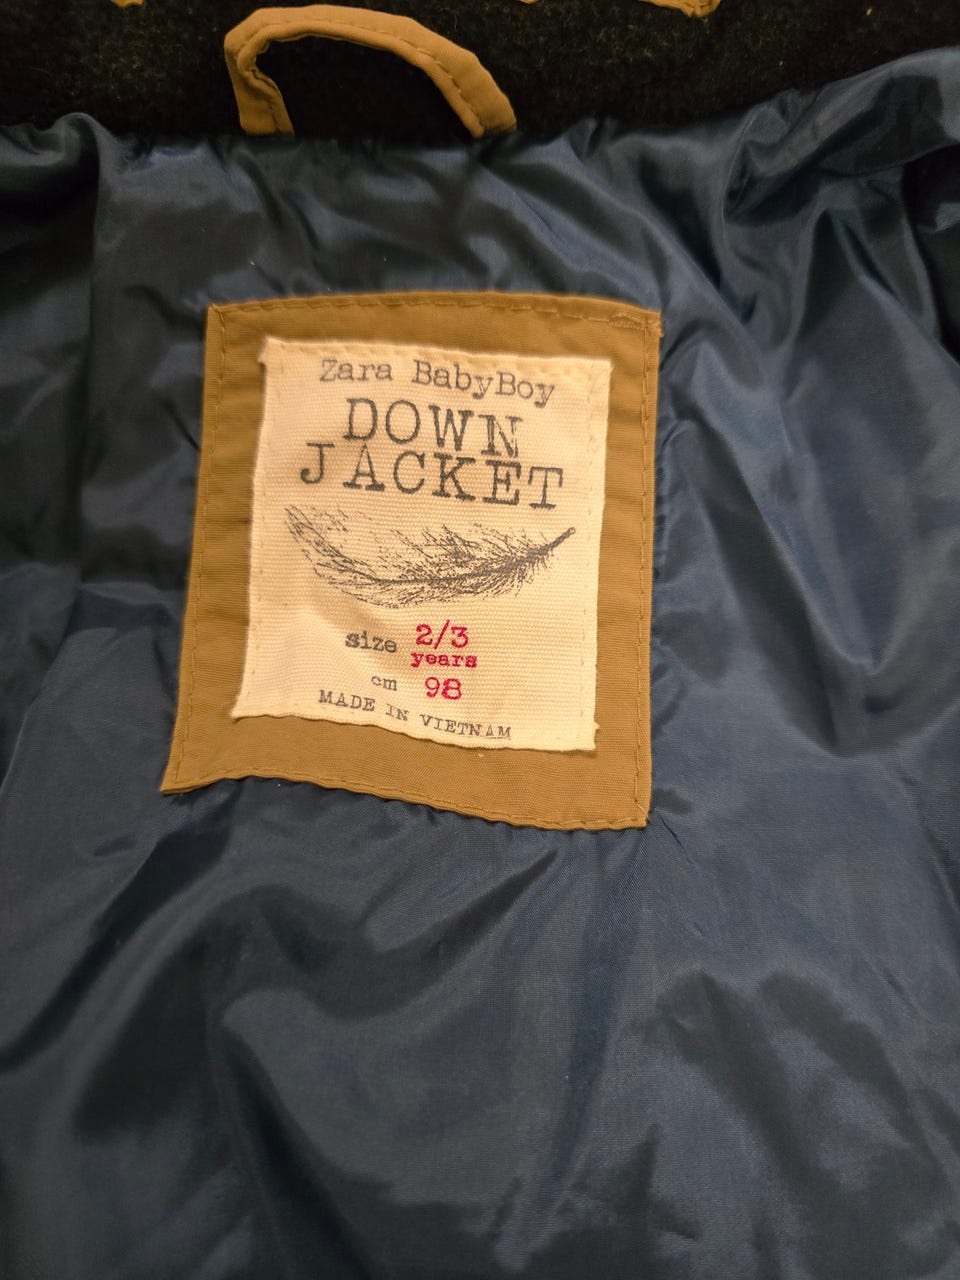 Zara BabyBoy
DOWN
JACKET
size 2/3
years
cm 98
MADE IN VIETNAM